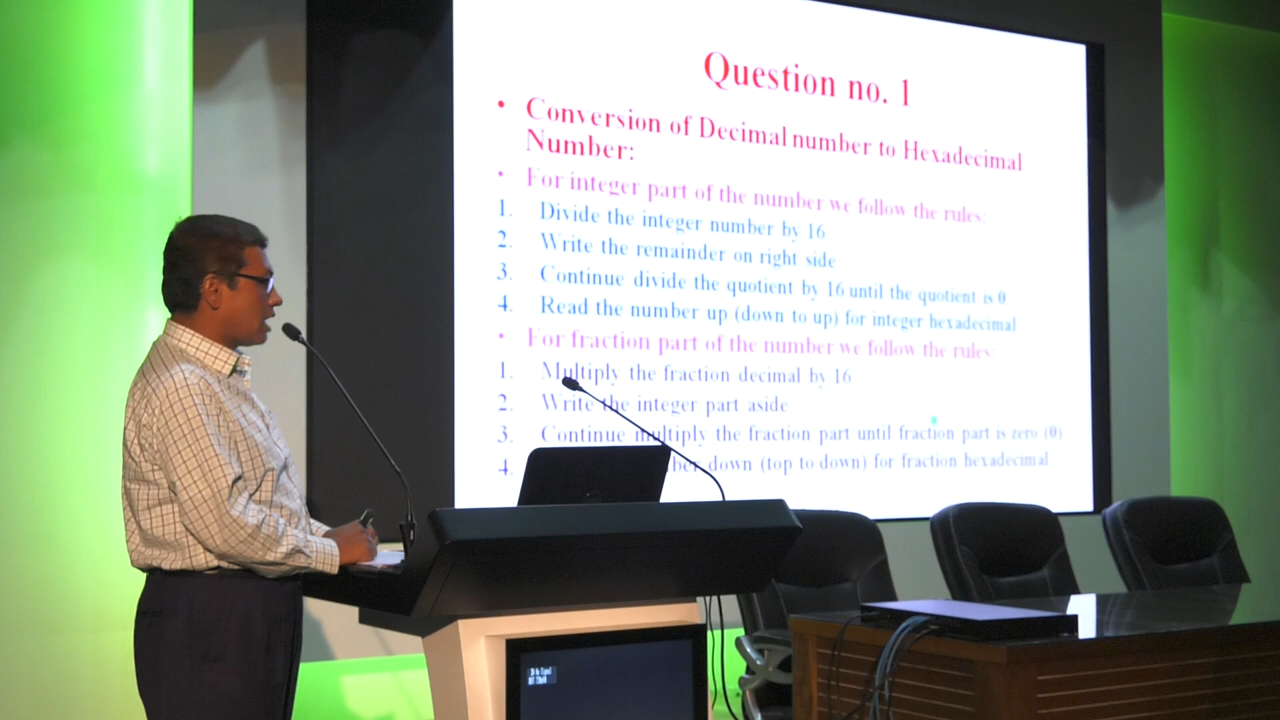 Question no. 1
• Conversion of Decimal number to Hexadecimal
Number:
• For integer part of the number we follow the rules:
1. Divide the integer number by 16
2. Write the remainder on right side
3. Continue divide the quotient by 16 until the quotient is 0
4. Read the number up (down to up) for integer hexadecimal
• For fraction part of the number we follow the rules:
1. Multiply the fraction decimal by 16
2. Write the integer part aside
3. Continue multiply the fraction part until fraction part is zero (0)
4. down (top to down) for fraction hexadecimal